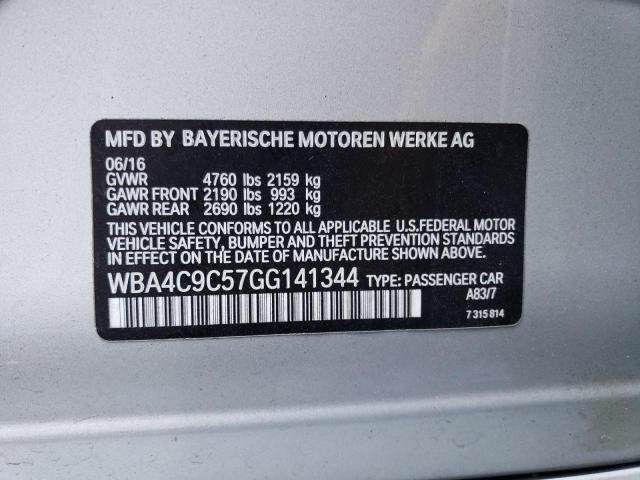 MFD BY BAYERISCHE MOTOREN WERKE AG
06/16
GVWR 4760 lbs 2159 kg
GAWR FRONT 2190 lbs 993 kg
GAWR REAR 2690 lbs 1220 kg
THIS VEHICLE CONFORMS TO ALL APPLICABLE U.S.FEDERAL MOTOR
VEHICLE SAFETY, BUMPER AND THEFT PREVENTION STANDARDS
IN EFFECT ON THE DATE OF MANUFACTURE SHOWN ABOVE.
WBA4C9C57GG141344 TYPE: PASSENGER CAR
A83/7
7 315 814